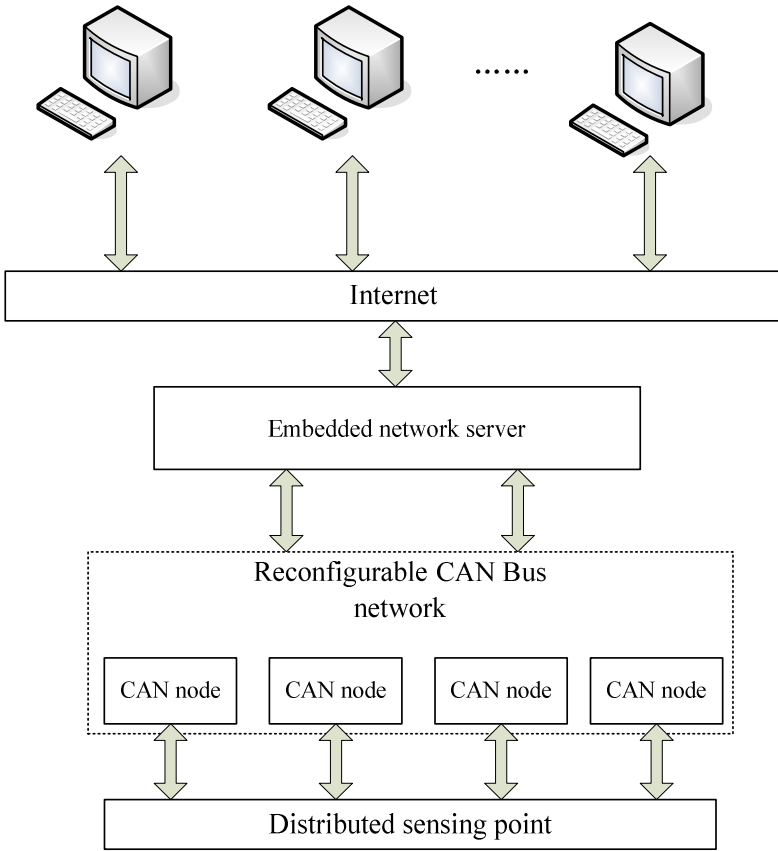 ......
Internet
Embedded network server
Reconfigurable CAN Bus
network
CAN node CAN node CAN node CAN node
Distributed sensing point